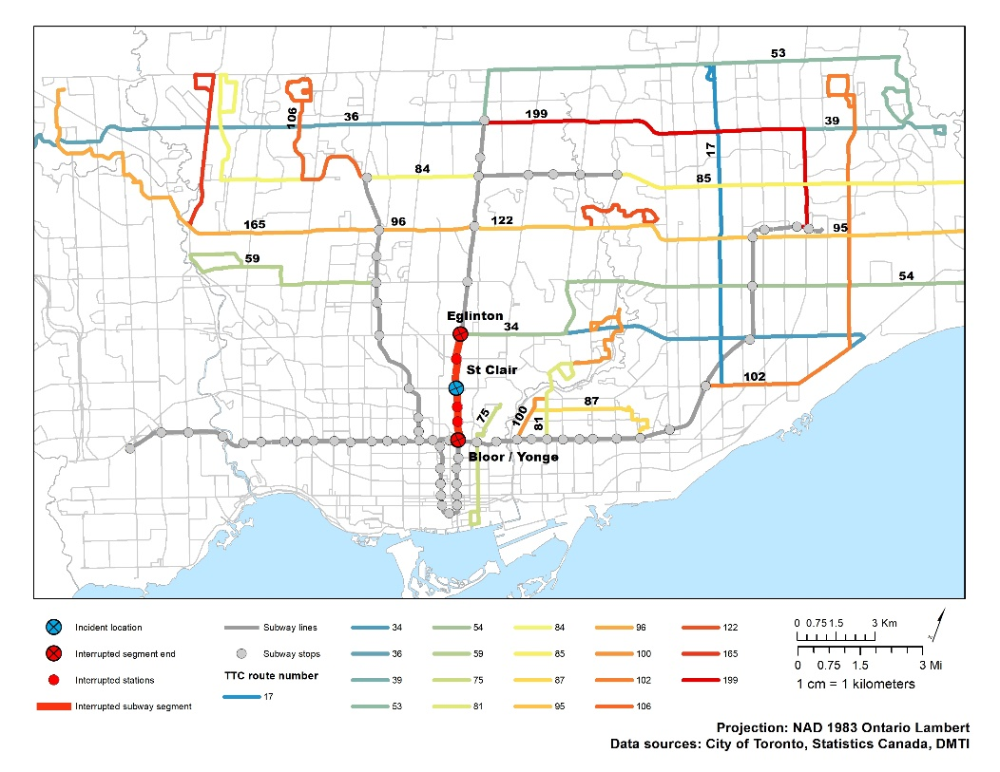 53
106
36
199
39
17
84
85
165
96
122
95
59
54
Eglinton
34
St Clair
102
87
75
100
81
Bloor / Yonge
Incident location
Interrupted segment end
Interrupted stations
Interrupted subway segment
Subway lines
Subway stops
TTC route number
17
34
36
39
53
54
59
75
81
84
85
87
95
96
100
102
106
122
165
199
0 0.75 1.5 3 Km
0 0.75 1.5 3 Mi
1 cm = 1 kilometers
N
Projection: NAD 1983 Ontario Lambert
Data sources: City of Toronto, Statistics Canada, DMTI